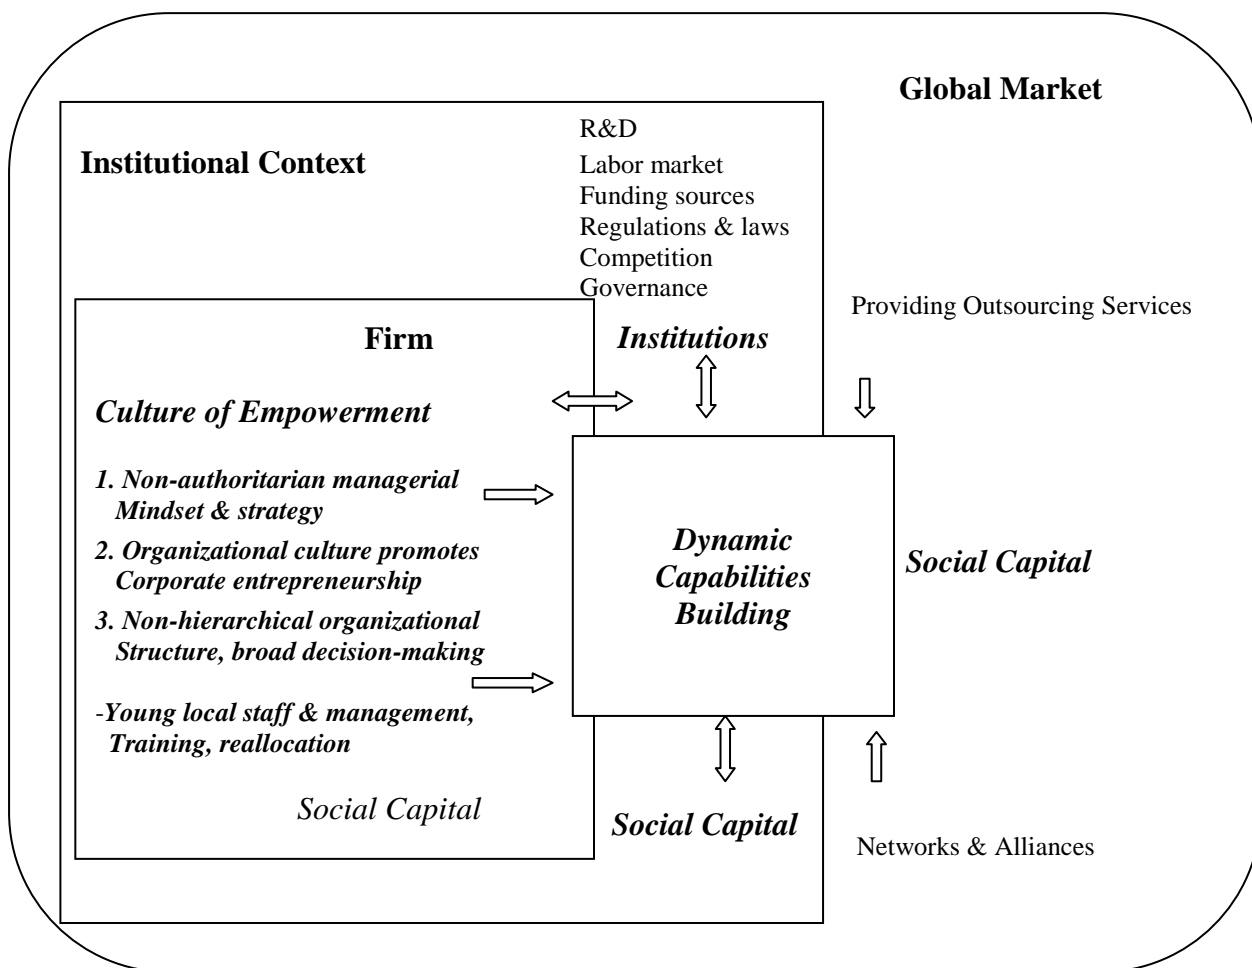 Global Market
R&D
Institutional Context
Labor market
Funding sources
Regulations & laws
Competition
Governance
Providing Outsourcing Services
Firm
Institutions
Culture of Empowerment
1. Non-authoritarian managerial
Mindset & strategy
2. Organizational culture promotes
Corporate entrepreneurship
3. Non-hierarchical organizational
Structure, broad decision-making
-Young local staff & management,
Training, reallocation
Social Capital
Dynamic
Capabilities
Building
Social Capital
Social Capital
Networks & Alliances